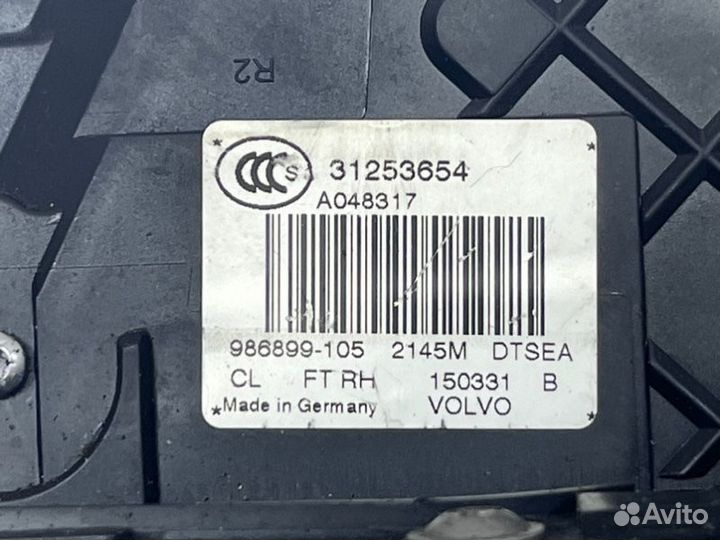 R2
CCC S 31253654
A048317
986899-105 2145M DTSEA
CL FT RH 150331 B
*Made in Germany VOLVO *
Avito